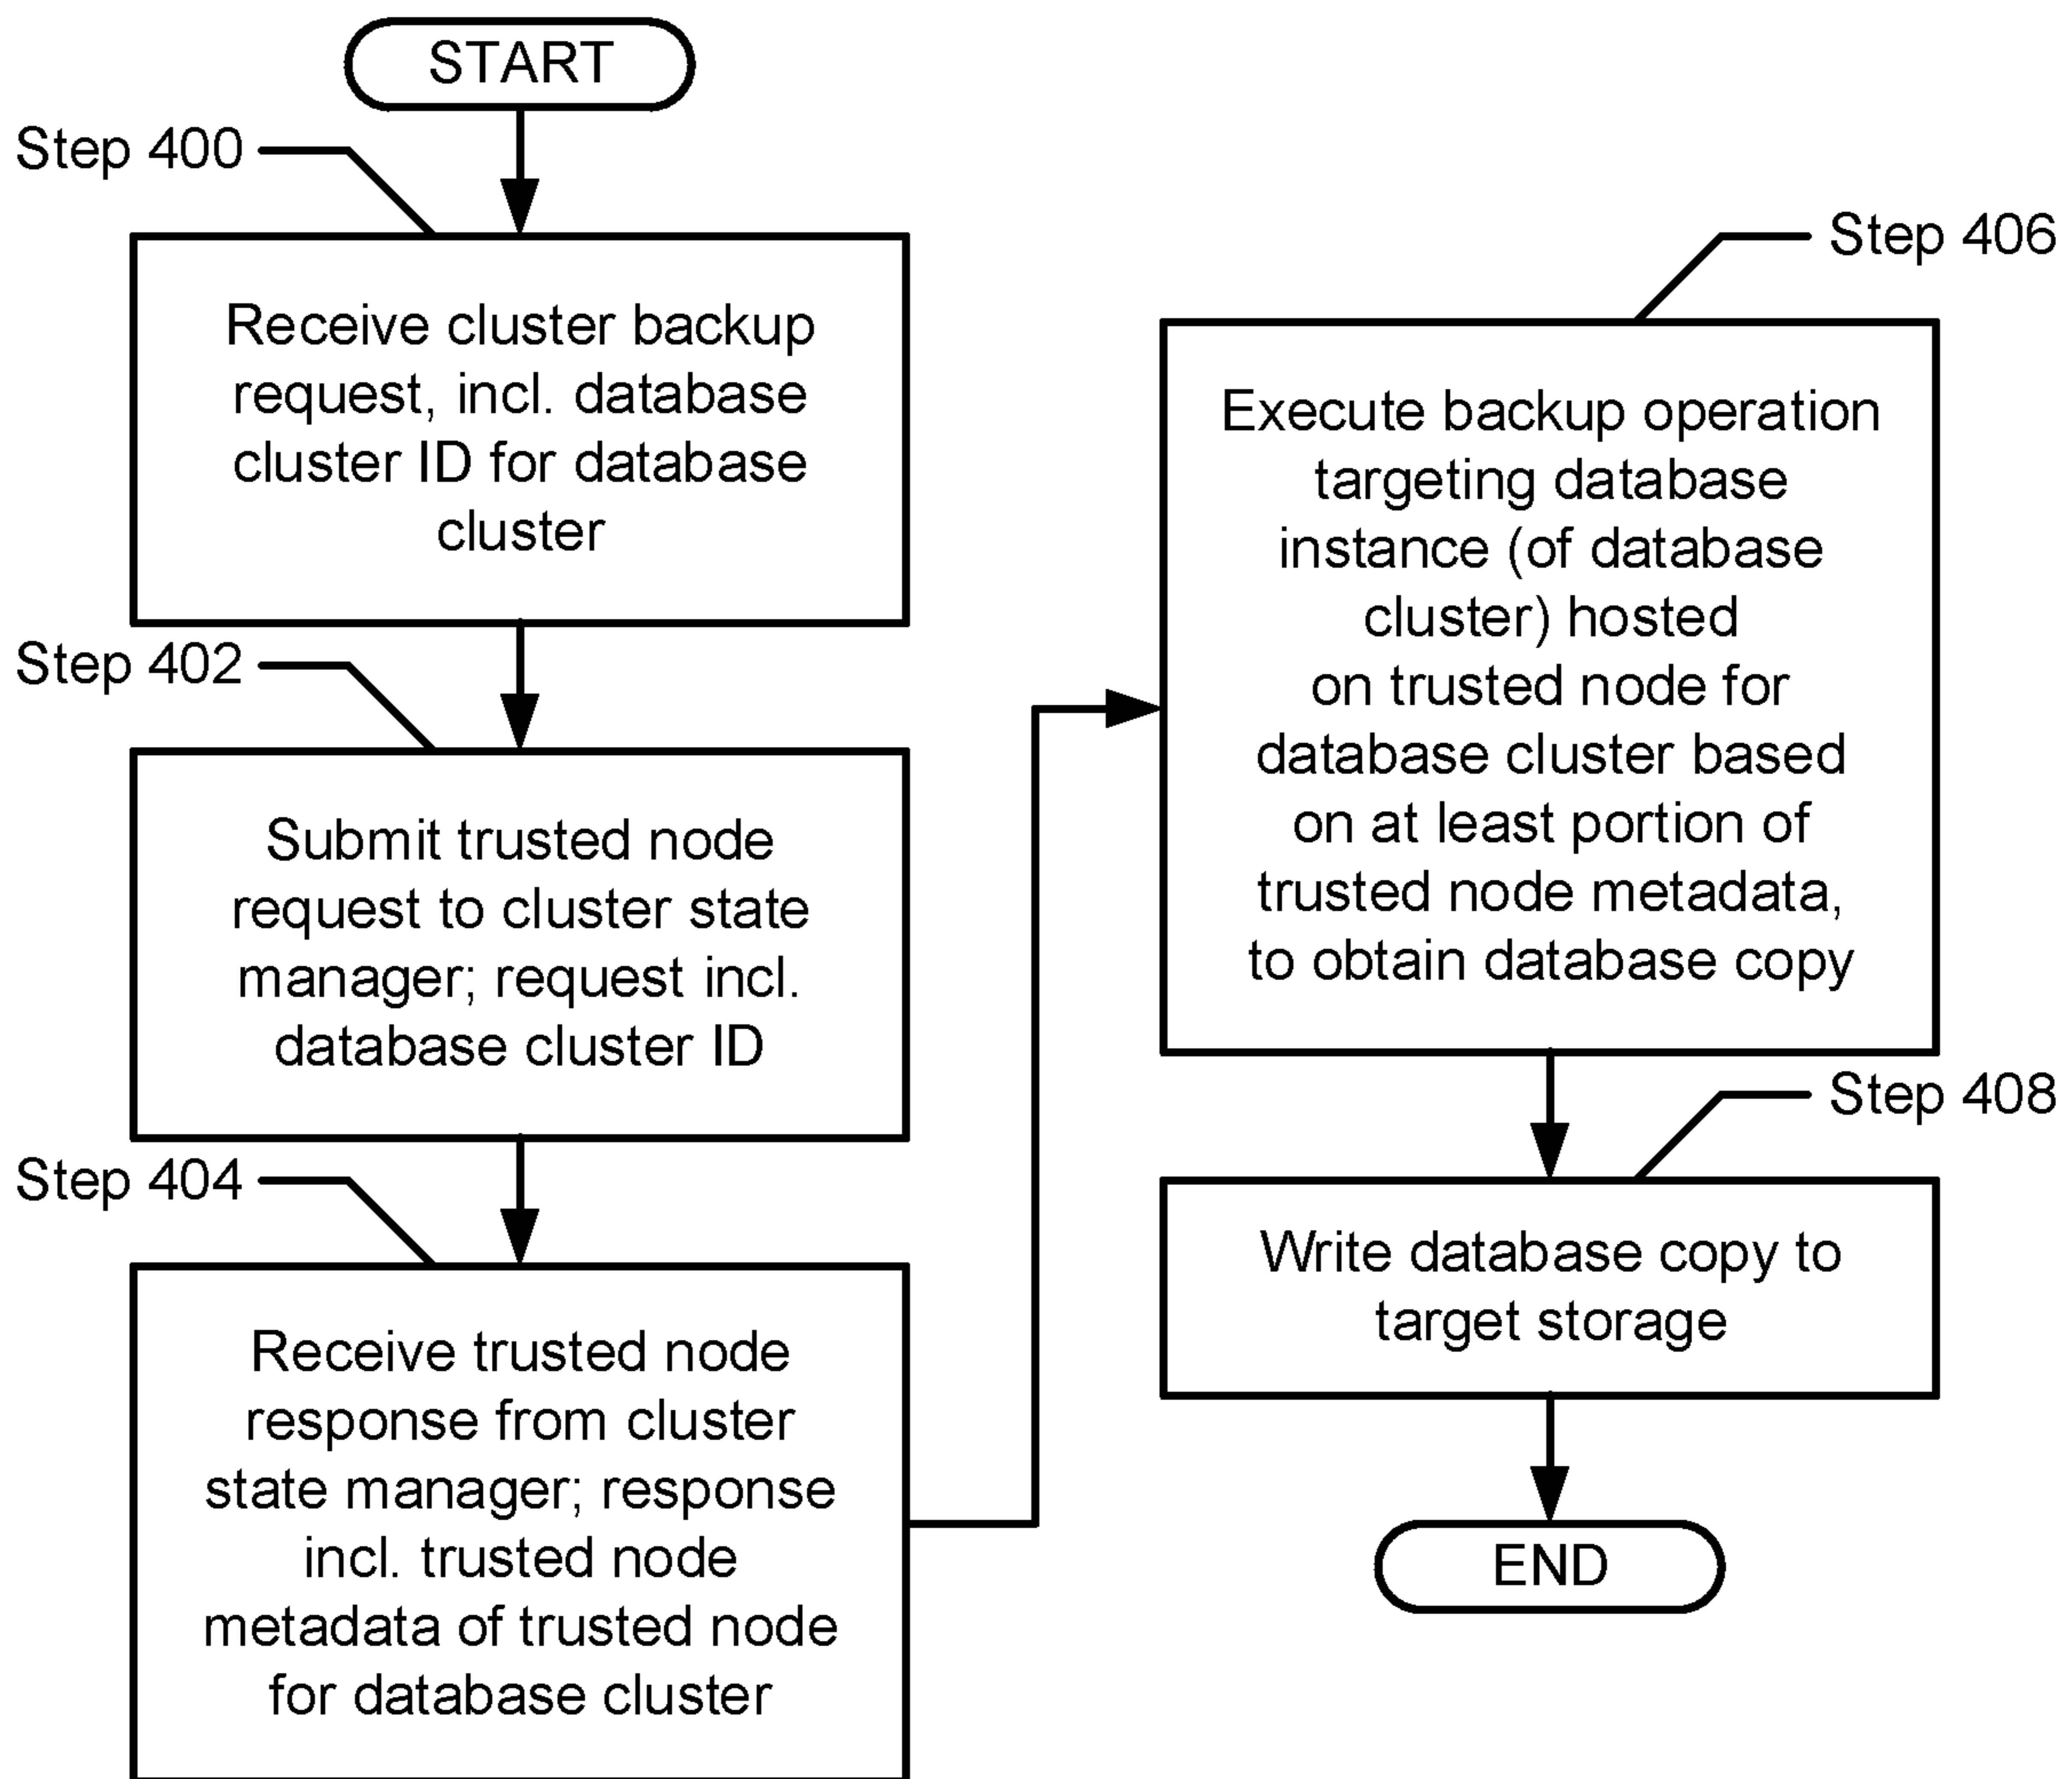 START
Step 400
Receive cluster backup
request, incl. database
cluster ID for database
cluster
Step 402
Submit trusted node
request to cluster state
manager; request incl.
database cluster ID
Step 404
Receive trusted node
response from cluster
state manager; response
incl. trusted node
metadata of trusted node
for database cluster
Step 406
Execute backup operation
targeting database
instance (of database
cluster) hosted
on trusted node for
database cluster based
on at least portion of
trusted node metadata,
to obtain database copy
Step 408
Write database copy to
target storage
END